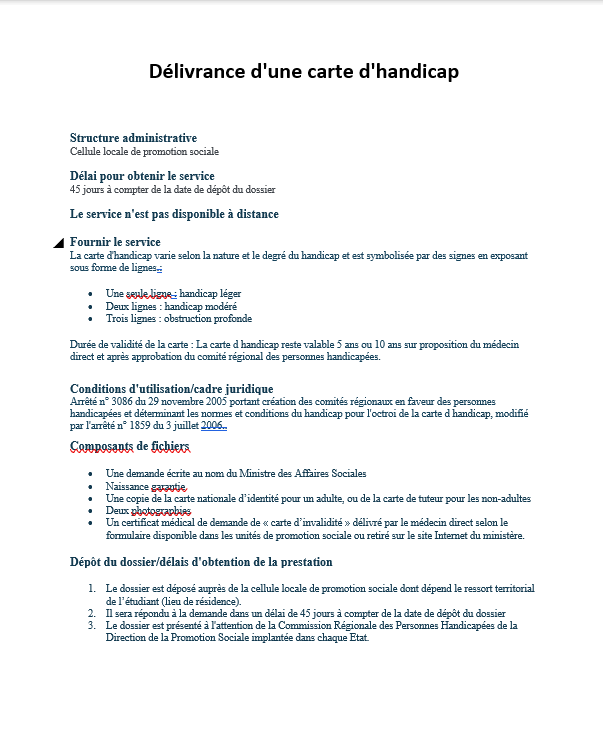 Délivrance d'une carte d'handicap
Structure administrative
Cellule locale de promotion sociale
Délai pour obtenir le service
45 jours à compter de la date de dépôt du dossier
Le service n'est pas disponible à distance
Fournir le service
La carte d'handicap varie selon la nature et le degré du handicap et est symbolisée par des signes en exposant
sous forme de lignes.:
• Une seule ligne : handicap léger
• Deux lignes : handicap modéré
• Trois lignes : obstruction profonde
Durée de validité de la carte : La carte d handicap reste valable 5 ans ou 10 ans sur proposition du médecin
direct et après approbation du comité régional des personnes handicapées.
Conditions d'utilisation/cadre juridique
Arrêté n° 3086 du 29 novembre 2005 portant création des comités régionaux en faveur des personnes
handicapées et déterminant les normes et conditions du handicap pour l'octroi de la carte d handicap, modifié
par l'arrêté n° 1859 du 3 juillet 2006..
Composants de fichiers
• Une demande écrite au nom du Ministre des Affaires Sociales
• Naissance garantie
• Une copie de la carte nationale d’identité pour un adulte, ou de la carte de tuteur pour les non-adultes
• Deux photographies
• Un certificat médical de demande de « carte d’invalidité » délivré par le médecin direct selon le
formulaire disponible dans les unités de promotion sociale ou retiré sur le site Internet du ministère.
Dépôt du dossier/délais d'obtention de la prestation
1. Le dossier est déposé auprès de la cellule locale de promotion sociale dont dépend le ressort territorial
de l’étudiant (lieu de résidence).
2. Il sera répondu à la demande dans un délai de 45 jours à compter de la date de dépôt du dossier
3. Le dossier est présenté à l'attention de la Commission Régionale des Personnes Handicapées de la
Direction de la Promotion Sociale implantée dans chaque Etat.